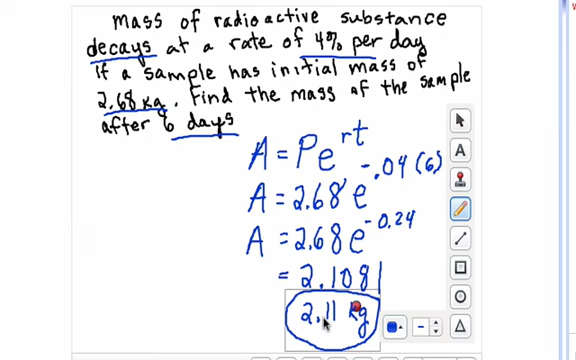 mass of radioactive substance
decays at a rate of 4% per day
If a sample has initial mass of
2.68 kg. Find the mass of the sample
after 6 days
A = Pe^rt
A = 2.68 e^-.04(6)
A = 2.68 e^-0.24
= 2.1081
2.11 kg
A